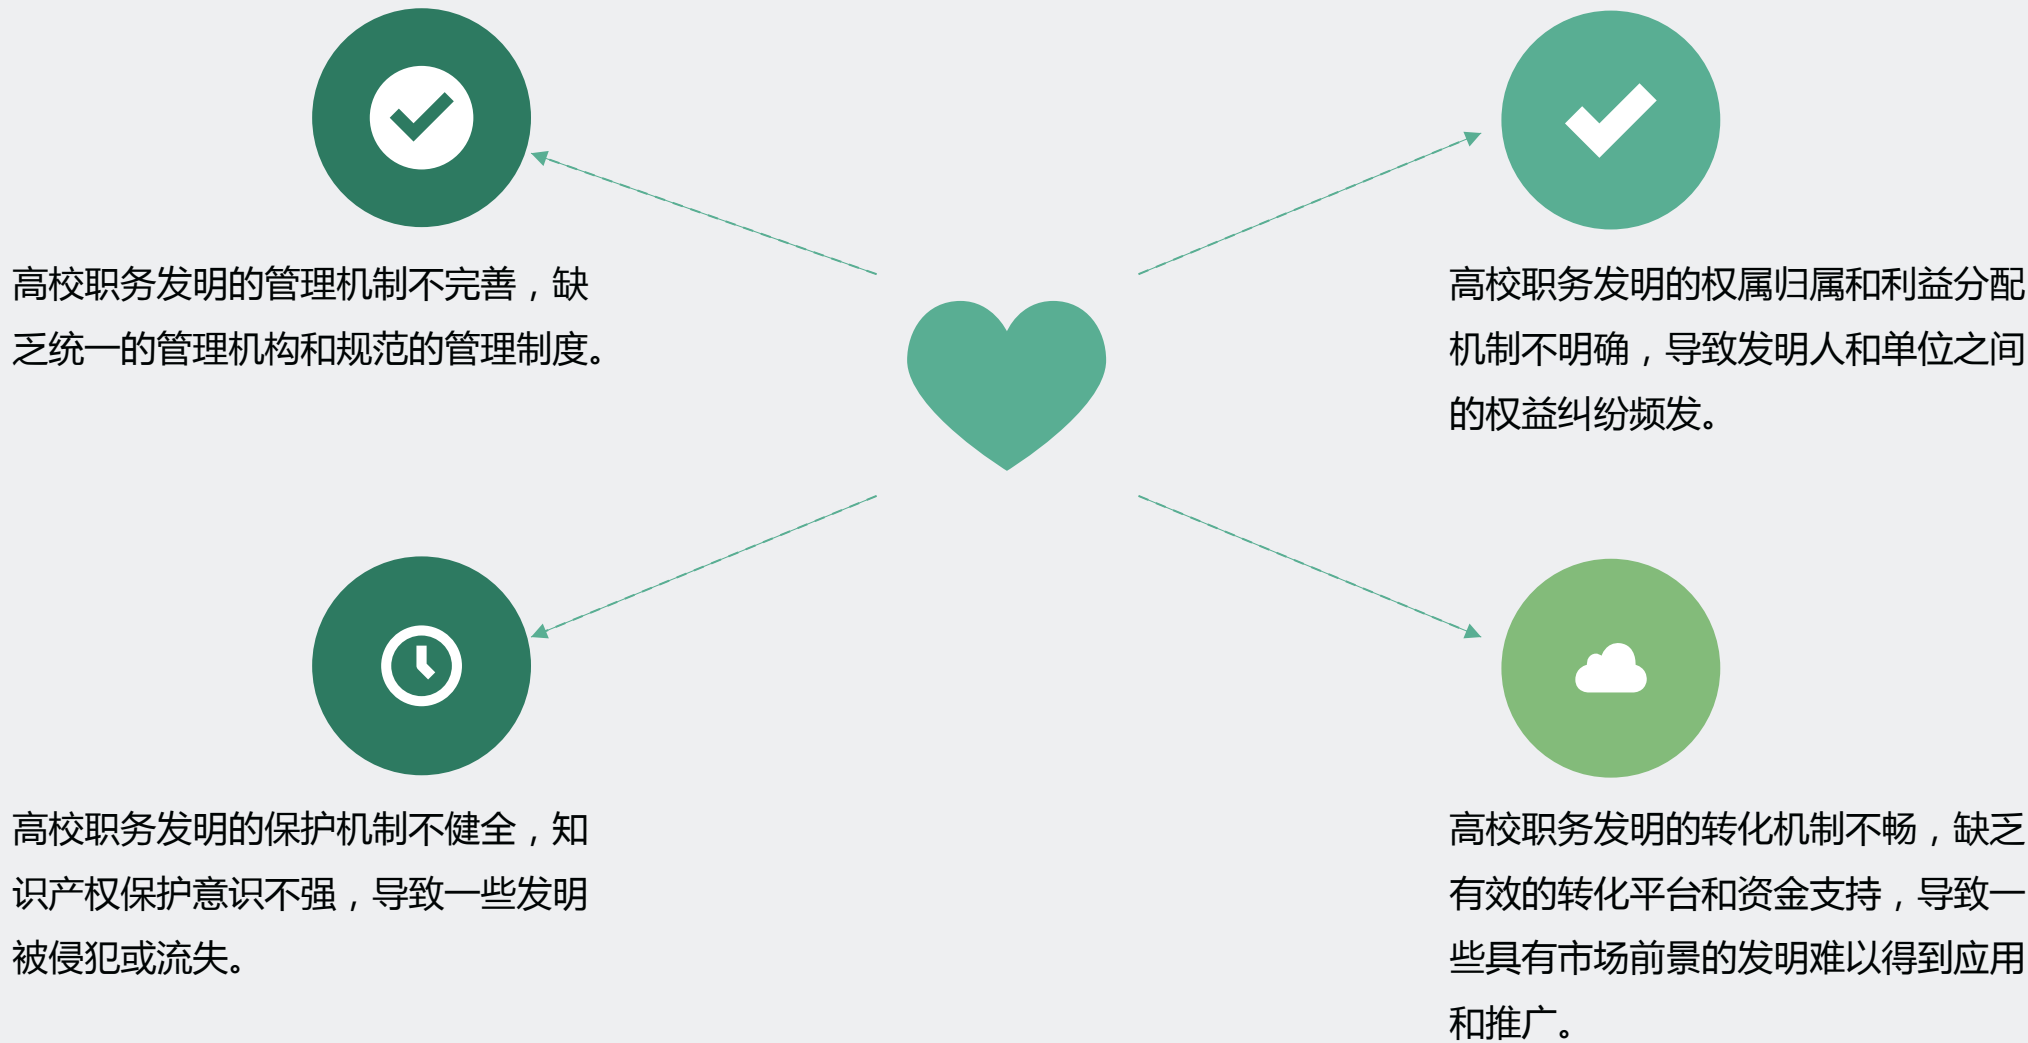 高校职务发明的管理机制不完善，缺
乏统一的管理机构和规范的管理制度。
高校职务发明的权属归属和利益分配
机制不明确，导致发明人和单位之间
的权益纠纷频发。
高校职务发明的保护机制不健全，知
识产权保护意识不强，导致一些发明
被侵犯或流失。
高校职务发明的转化机制不畅，缺乏
有效的转化平台和资金支持，导致一
些具有市场前景的发明难以得到应用
和推广。